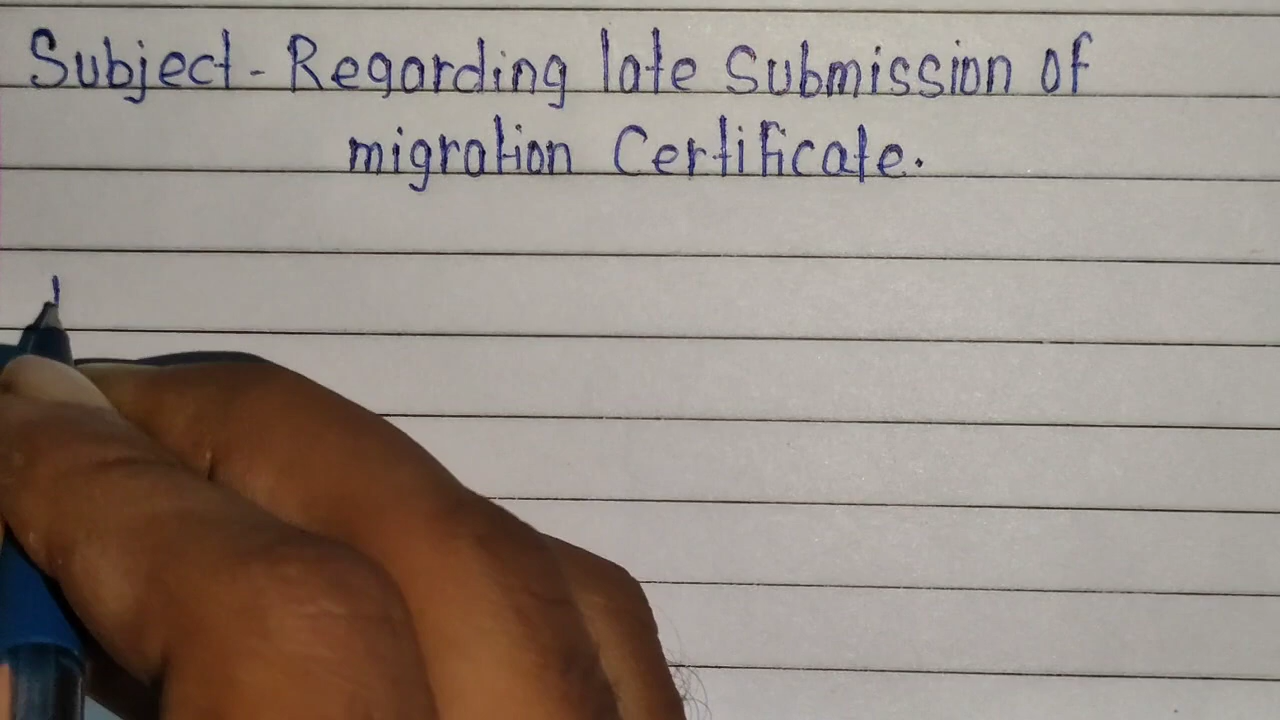 Subject - Regarding late Submission of
migration Certificate.